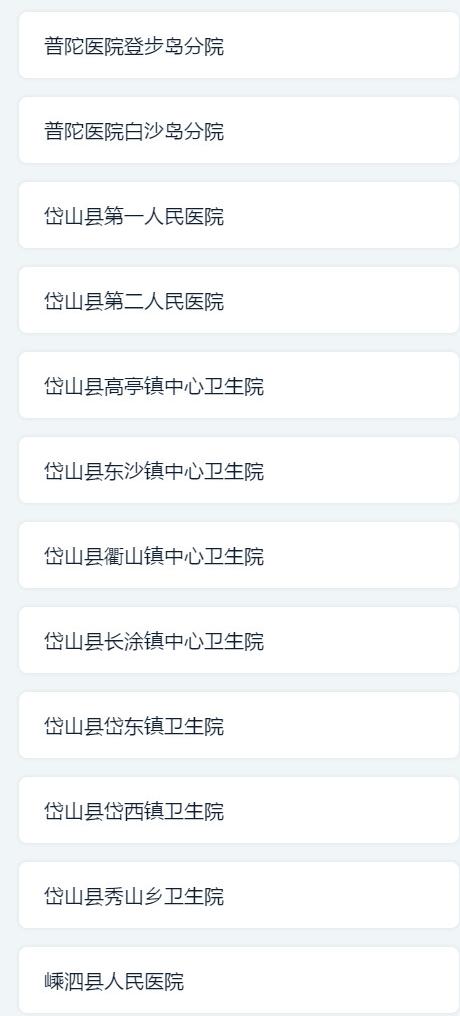 普陀医院登步岛分院
普陀医院白沙岛分院
岱山县第一人民医院
岱山县第二人民医院
岱山县高亭镇中心卫生院
岱山县东沙镇中心卫生院
岱山县衢山镇中心卫生院
岱山县长涂镇中心卫生院
岱山县岱东镇卫生院
岱山县岱西镇卫生院
岱山县秀山乡卫生院
嵊泗县人民医院